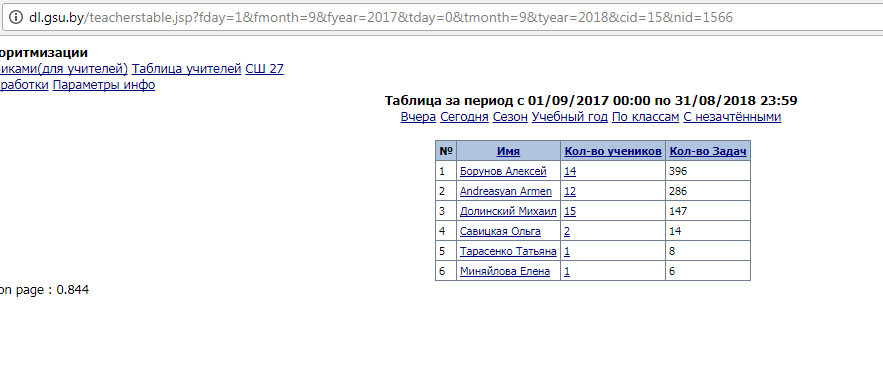 dl.gsu.by/teacherstable.jsp?fday=1&fmonth=9&fyear=2017&tday=0&tmonth=9&tyear=2018&cid=15&nid=1566
оритмизации
иками(для учителей) Таблица учителей СШ 27
работки Параметры инфо
Таблица за период с 01/09/2017 00:00 по 31/08/2018 23:59
Вчера Сегодня Сезон Учебный год По классам С незачтёнными
№ Имя Кол-во учеников Кол-во Задач
1 Борунов Алексей 14 396
2 Andreasyan Armen 12 286
3 Долинский Михаил 15 147
4 Савицкая Ольга 2 14
5 Тарасенко Татьяна 1 8
6 Миняйлова Елена 1 6
on page : 0.844